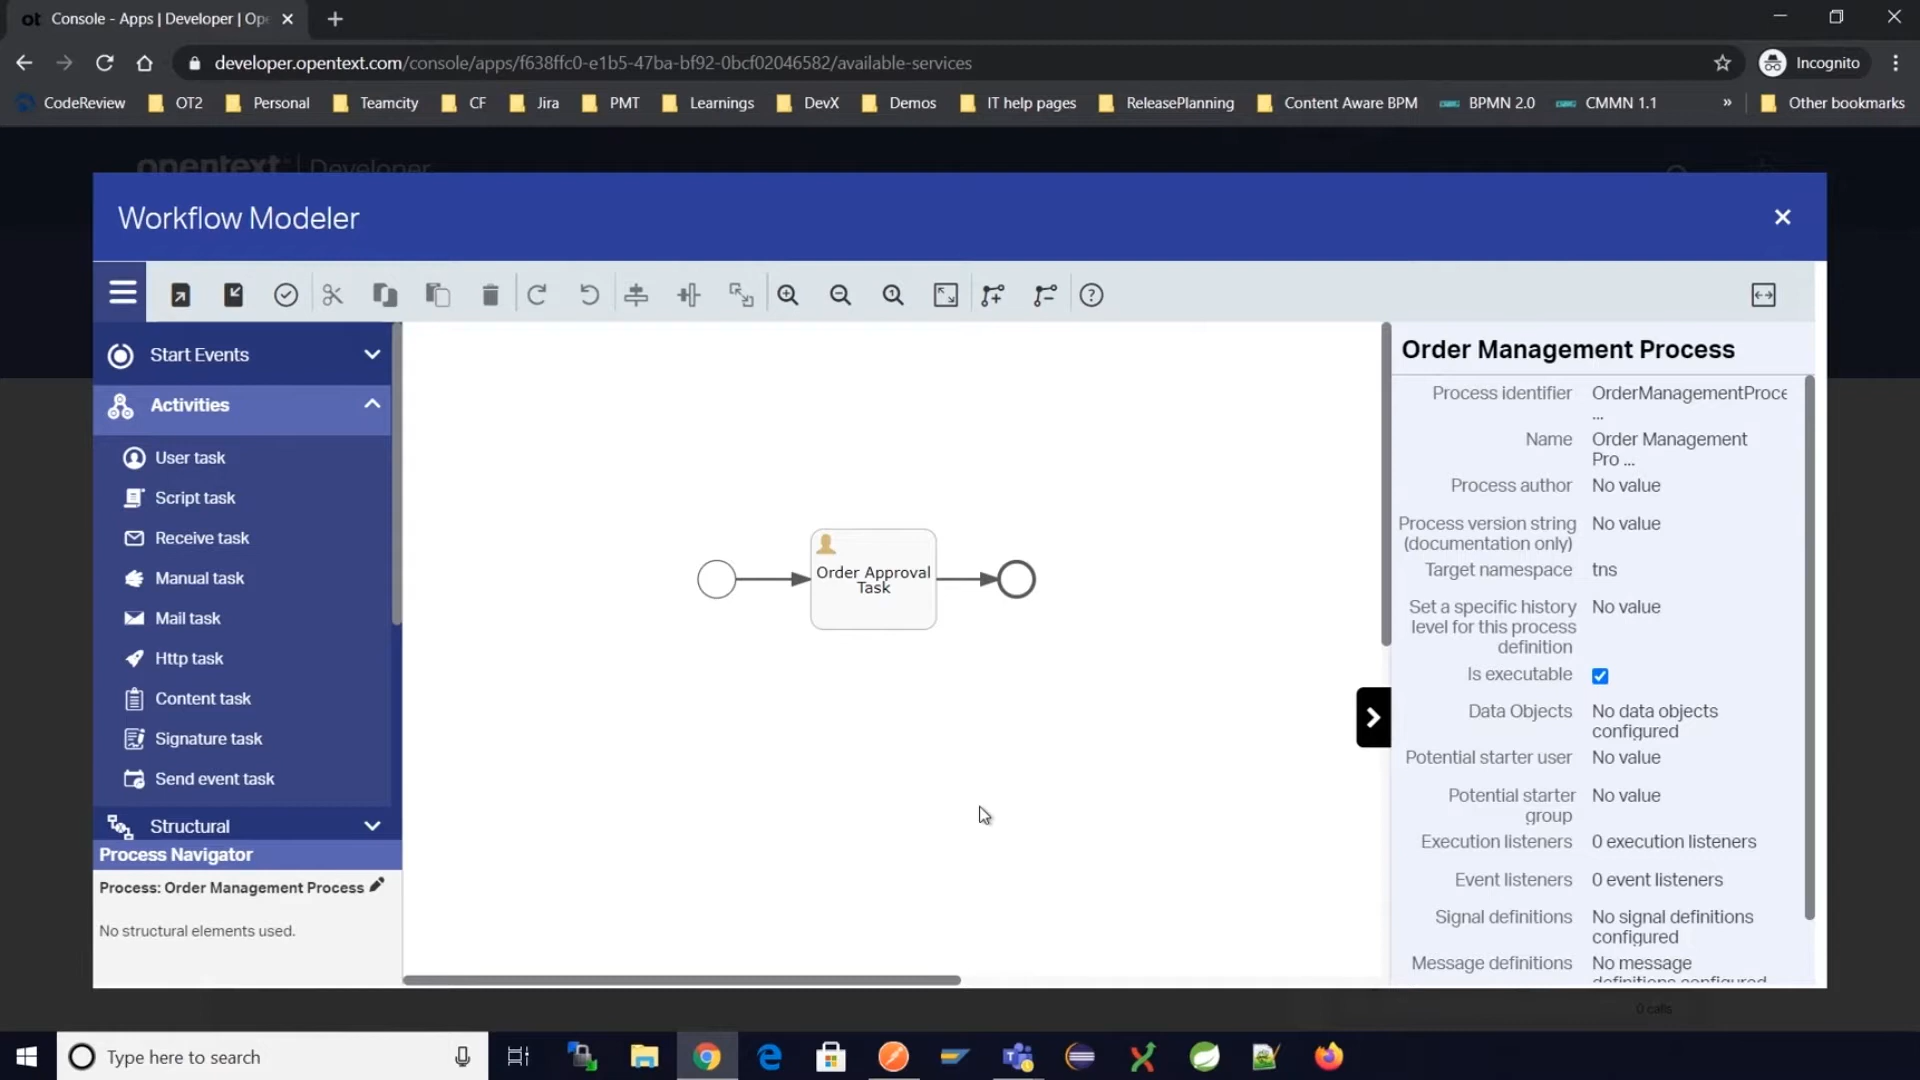 Console - Apps | Developer | Ope
developer.opentext.com/console/apps/f638ffc0-e1b5-47ba-bf92-0bcf02046582/available-services
Incognito
CodeReview OT2 Personal Teamcity CF Jira PMT Learnings DevX Demos IT help pages ReleasePlanning Content Aware BPM BPMN 2.0 CMMN 1.1 » Other bookmarks
opentext | Developer
Workflow Modeler
Start Events
Activities
User task
Script task
Receive task
Manual task
Mail task
Http task
Content task
Signature task
Send event task
Structural
Process Navigator
Process: Order Management Process
No structural elements used.
Order Approval
Task
Order Management Process
Process identifier OrderManagementProce
...
Name Order Management
Pro ...
Process author No value
Process version string No value
(documentation only)
Target namespace tns
Set a specific history No value
level for this process
definition
Is executable
Data Objects No data objects
configured
Potential starter user No value
Potential starter No value
group
Execution listeners 0 execution listeners
Event listeners 0 event listeners
Signal definitions No signal definitions
configured
Message definitions No message
definitions configured
0 calls
Type here to search